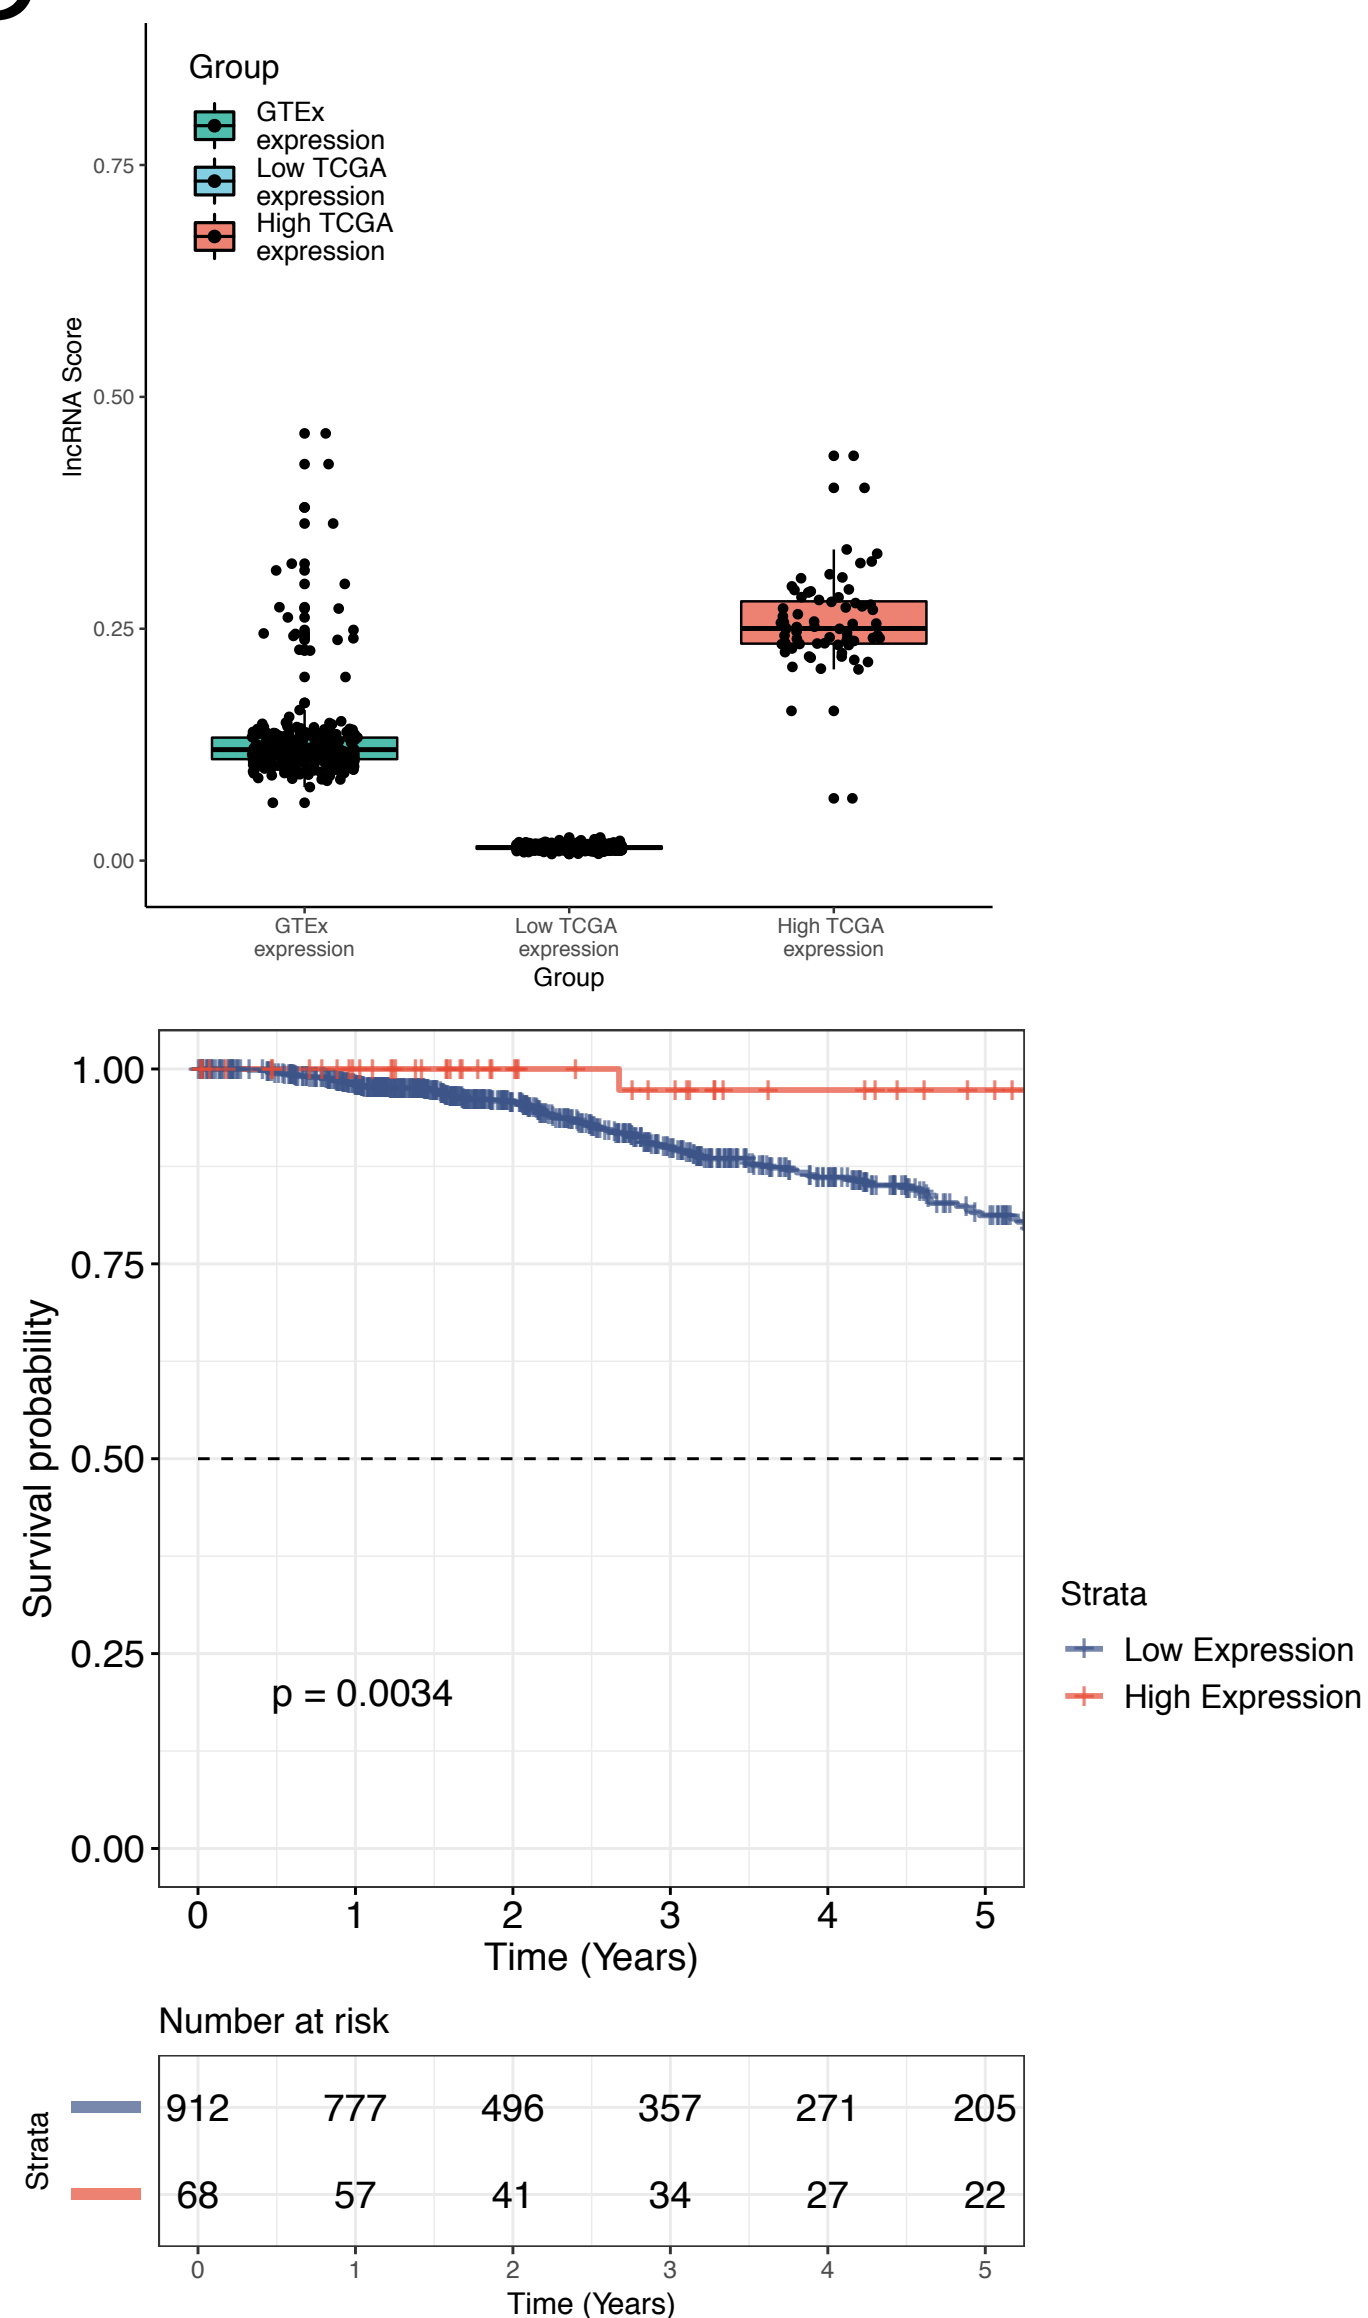 Group
GTEx
expression
Low TCGA
expression
High TCGA
expression
lncRNA Score
0.75
0.50
0.25
0.00
GTEx
expression
Low TCGA
expression
High TCGA
expression
Group
Survival probability
1.00
0.75
0.50
0.25
0.00
p = 0.0034
0 1 2 3 4 5
Time (Years)
Strata
Low Expression
High Expression
Number at risk
Strata
912 777 496 357 271 205
68 57 41 34 27 22
0 1 2 3 4 5
Time (Years)